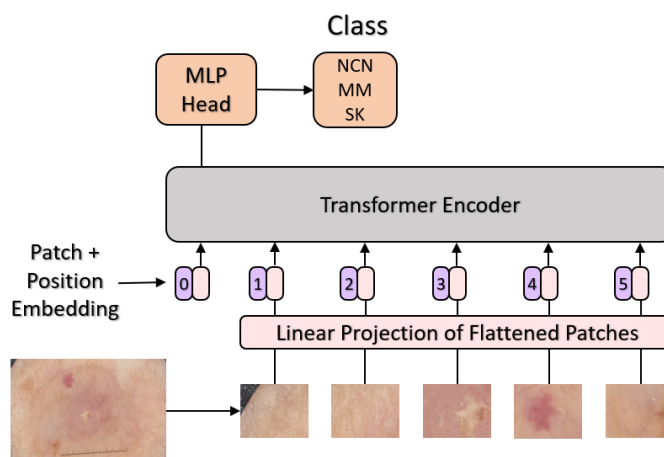 Class
MLP
Head
NCN
MM
SK
Transformer Encoder
Patch +
Position
Embedding
0 1 2 3 4 5
Linear Projection of Flattened Patches